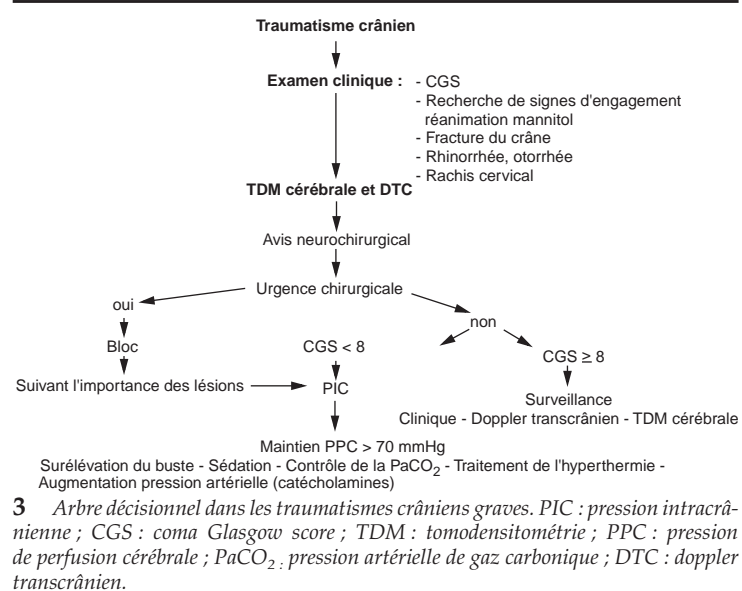 Traumatisme crânien
Examen clinique : - CGS
- Recherche de signes d'engagement
réanimation mannitol
- Fracture du crâne
- Rhinorrée, otorrée
- Rachis cervical
TDM cérébrale et DTC
Avis neurochirurgical
Urgence chirurgicale
oui
non
Bloc
CGS < 8
CGS ≥ 8
Suivant l'importance des lésions
PIC
Surveillance
Clinique - Doppler transcrânien - TDM cérébrale
Maintien PPC > 70 mmHg
Surélévation du buste - Sédation - Contrôle de la PaCO2 - Traitement de l'hyperthermie -
Augmentation pression artérielle (catécholamines)
3 Arbre décisionnel dans les traumatismes crâniens graves. PIC : pression intracrâ-
nienne ; CGS : coma Glasgow score ; TDM : tomodensitométrie ; PPC : pression
de perfusion cérébrale ; PaCO2 : pression artérielle de gaz carbonique ; DTC : doppler
transcrânien.